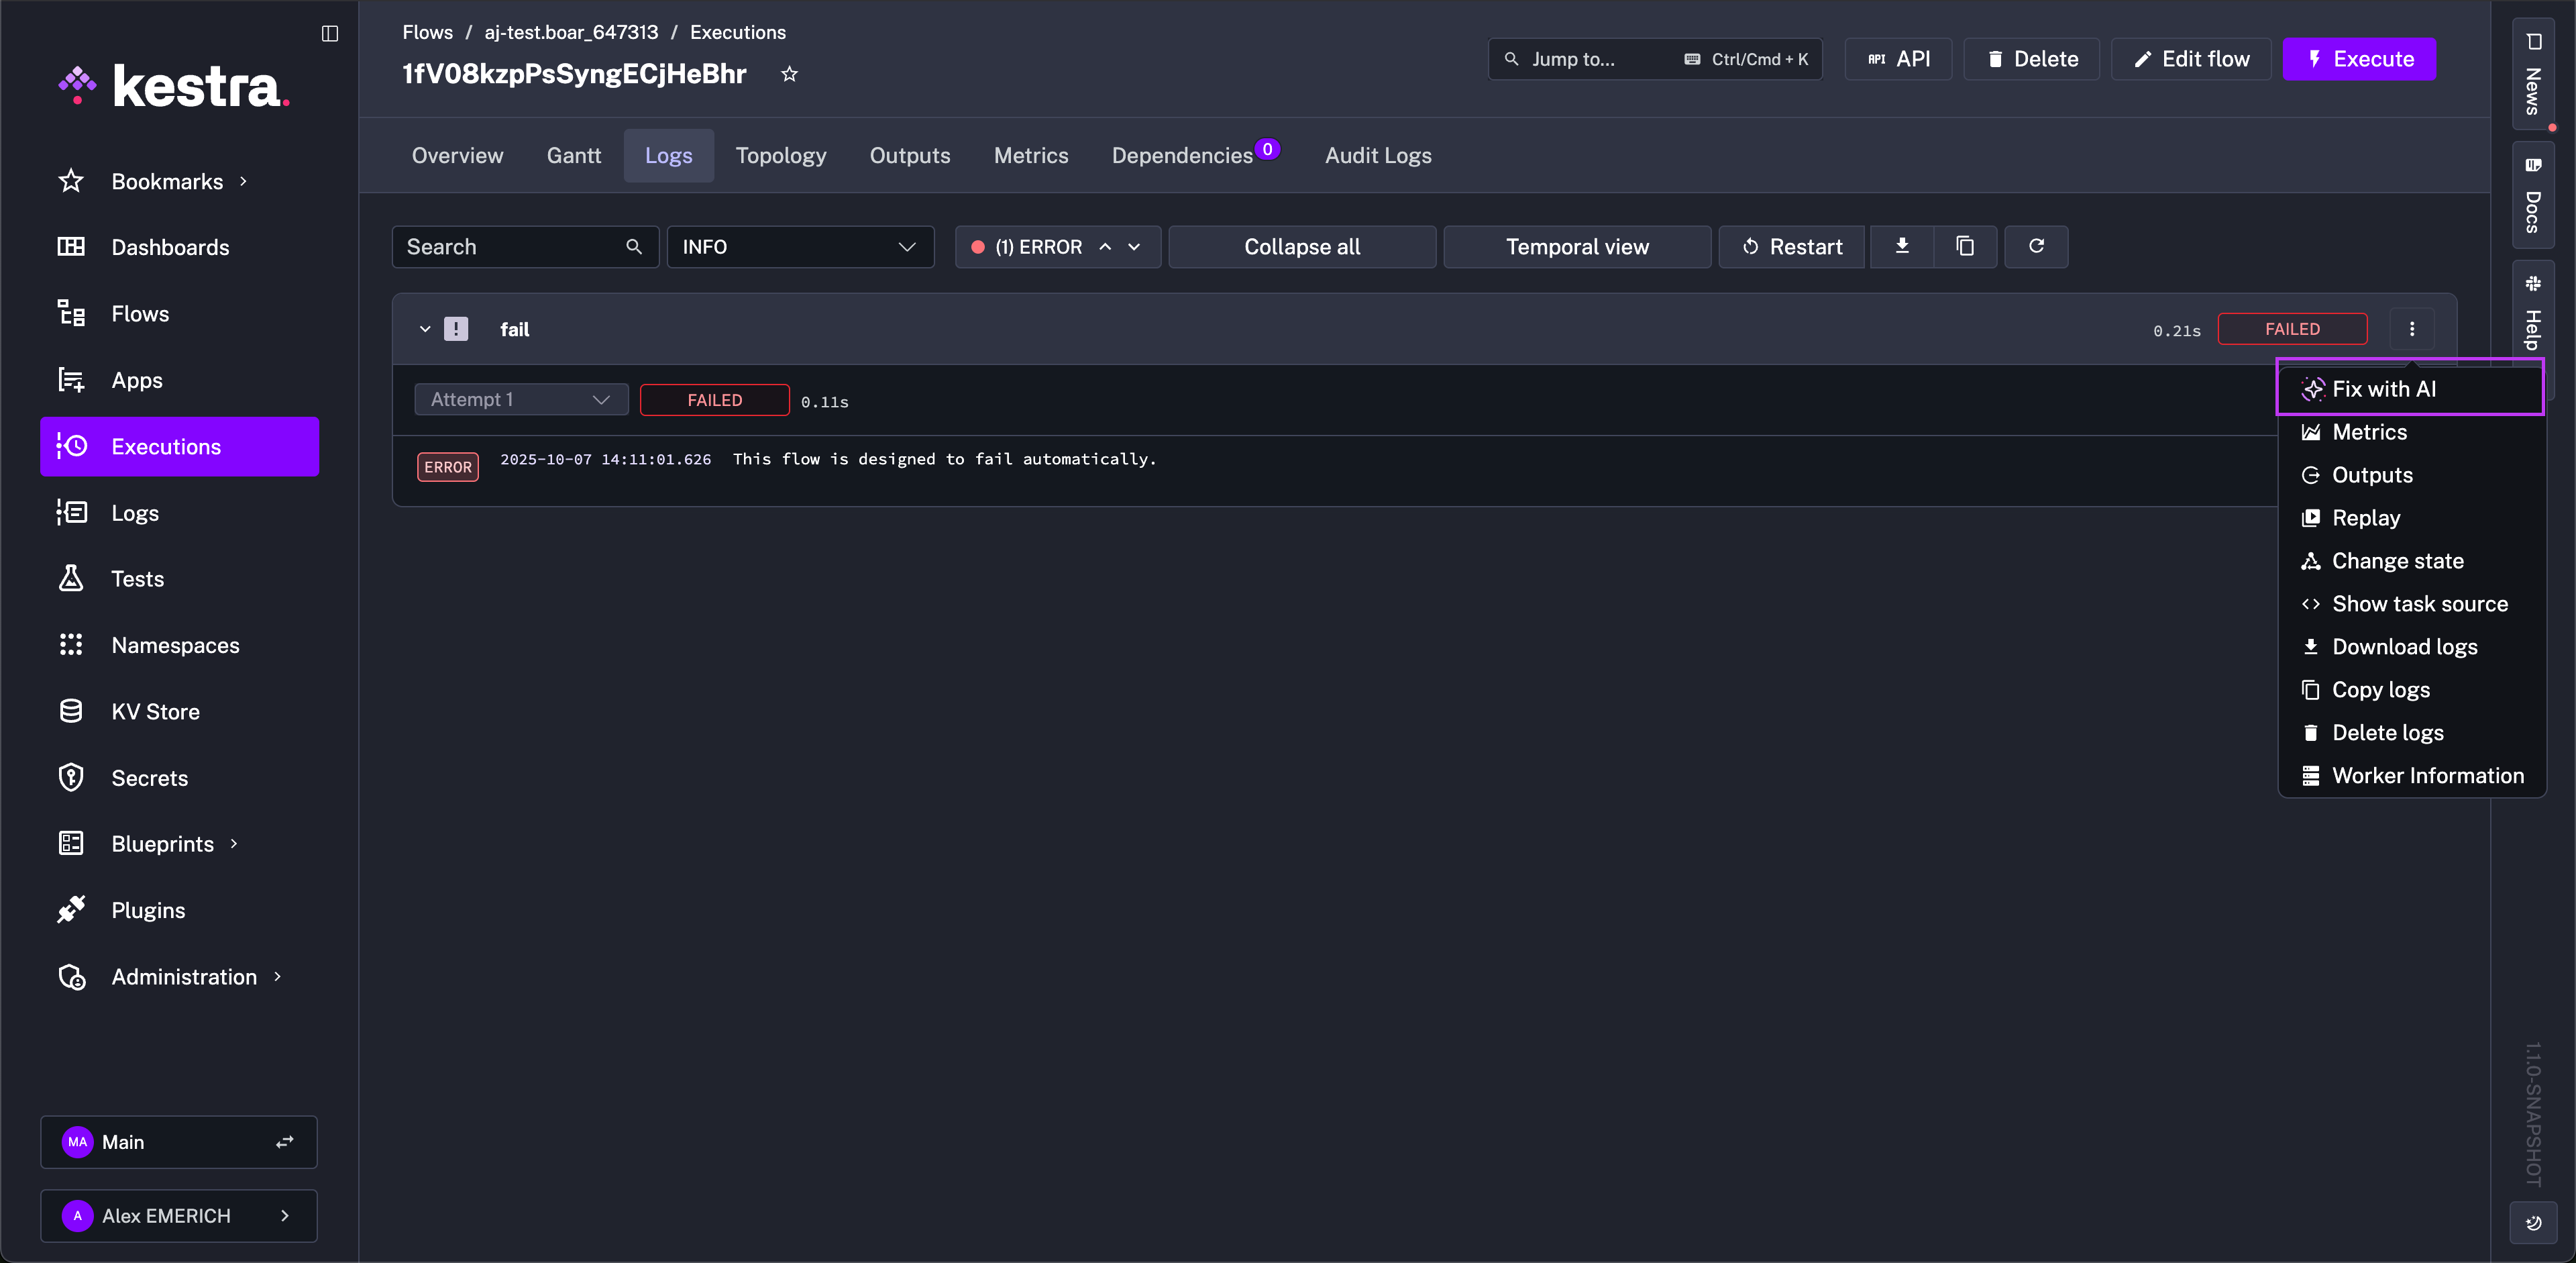 kestra.
Bookmarks
Dashboards
Flows
Apps
Executions
Logs
Tests
Namespaces
KV Store
Secrets
Blueprints
Plugins
Administration
MA Main
A Alex EMERICH
Flows / aj-test.boar_647313 / Executions
1fV08kzpPsSyngECjHeBhr
Jump to... Ctrl/Cmd + K
API API
Delete
Edit flow
Execute
Overview Gantt Logs Topology Outputs Metrics Dependencies 0 Audit Logs
Search INFO (1) ERROR Collapse all Temporal view Restart
fail 0.21s FAILED
Attempt 1 FAILED 0.11s
ERROR 2025-10-07 14:11:01.626 This flow is designed to fail automatically.
Fix with AI
Metrics
Outputs
Replay
Change state
Show task source
Download logs
Copy logs
Delete logs
Worker Information
News
Docs
Help
1.1.0-SNAPSHOT